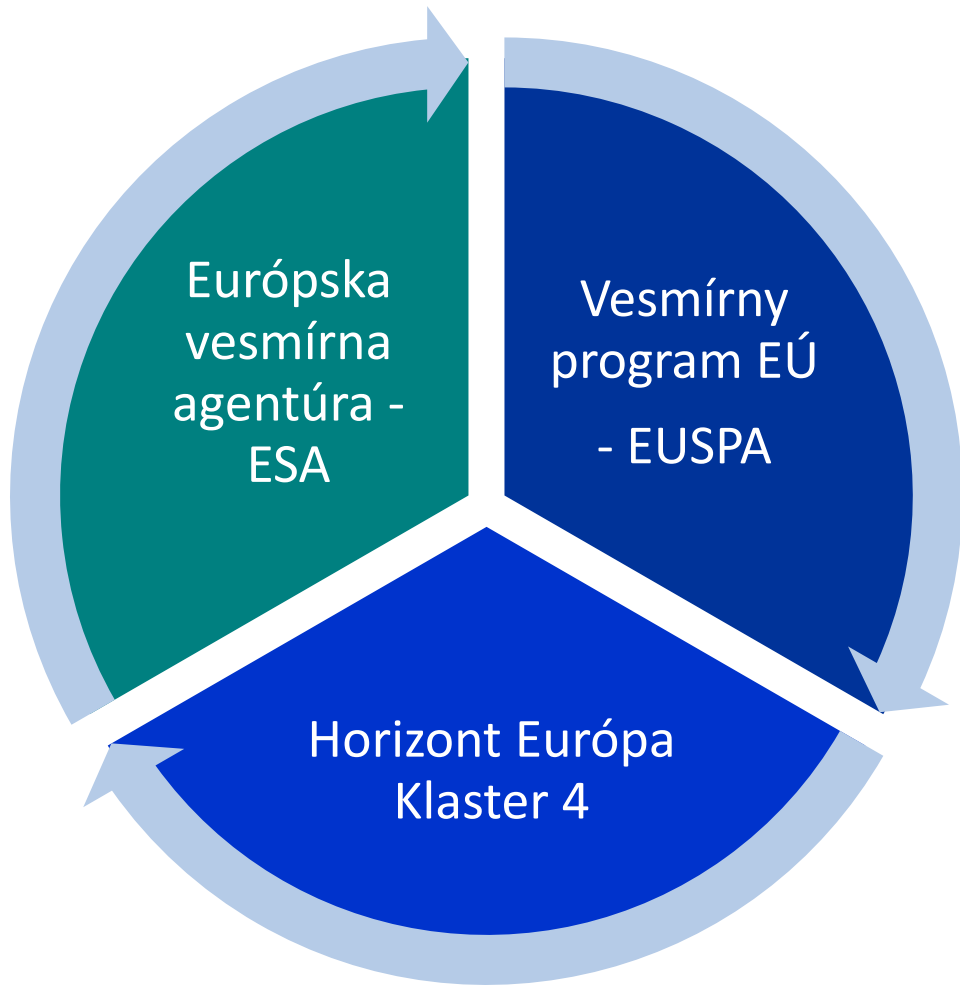 Európska
vesmírna
agentúra -
ESA
Vesmírny
program EÚ
- EUSPA
Horizont Európa
Klaster 4